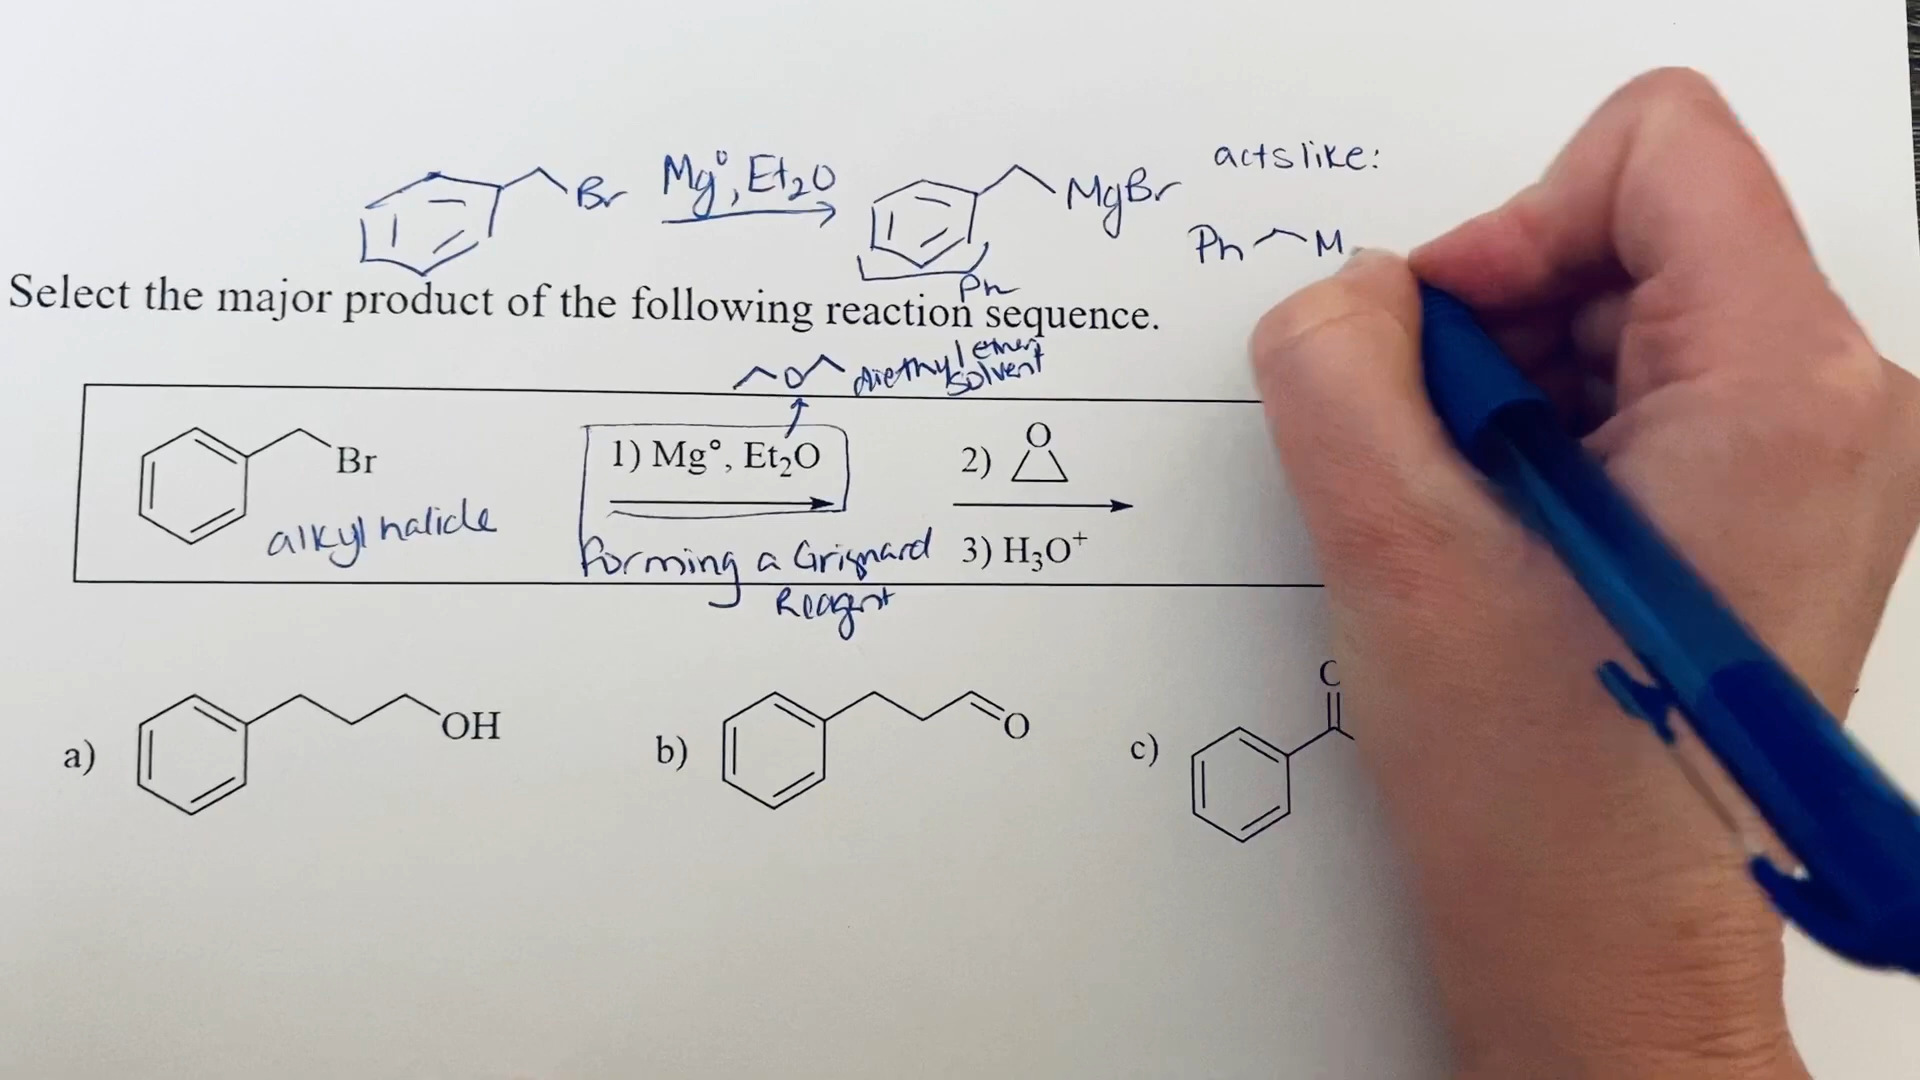 acts like:
Br Mg°, Et₂O MgBr
Ph M
Ph
Select the major product of the following reaction sequence.
O diethyl ether
solvent
Br 1) Mg°, Et₂O 2) O
alkyl halide
forming a Grignard 3) H₃O⁺
Reagent
a) OH b) O c)